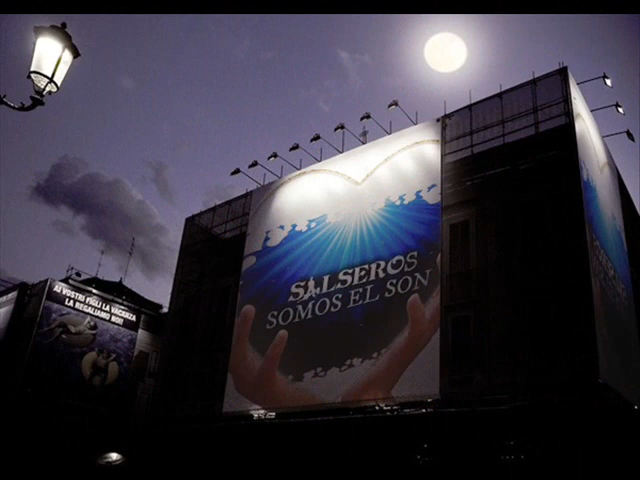 SALSEROS
SOMOS EL SON
AI VOSTRI FIGLI LA VACANZA
LA REGALIAMO NOI!